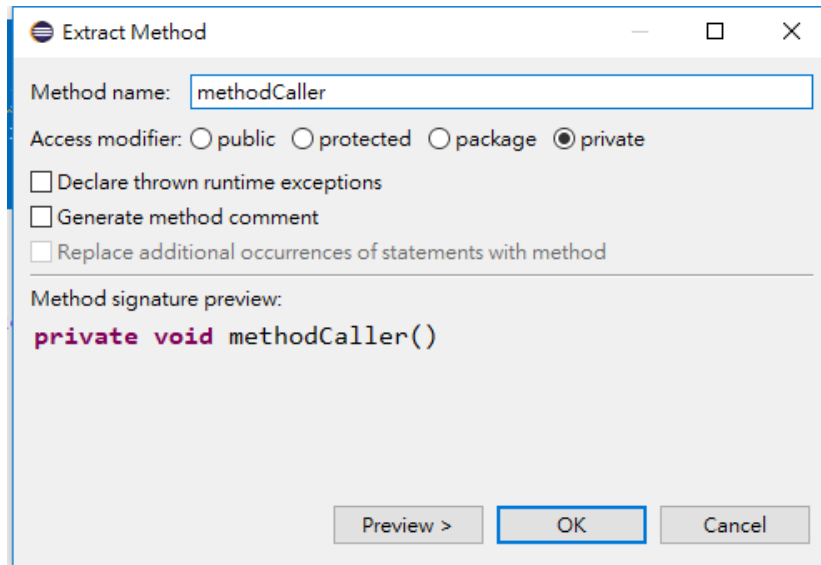 Extract Method
Method name: methodCaller
Access modifier: public protected package private
Declare thrown runtime exceptions
Generate method comment
Replace additional occurrences of statements with method
Method signature preview:
private void methodCaller()
Preview > OK Cancel